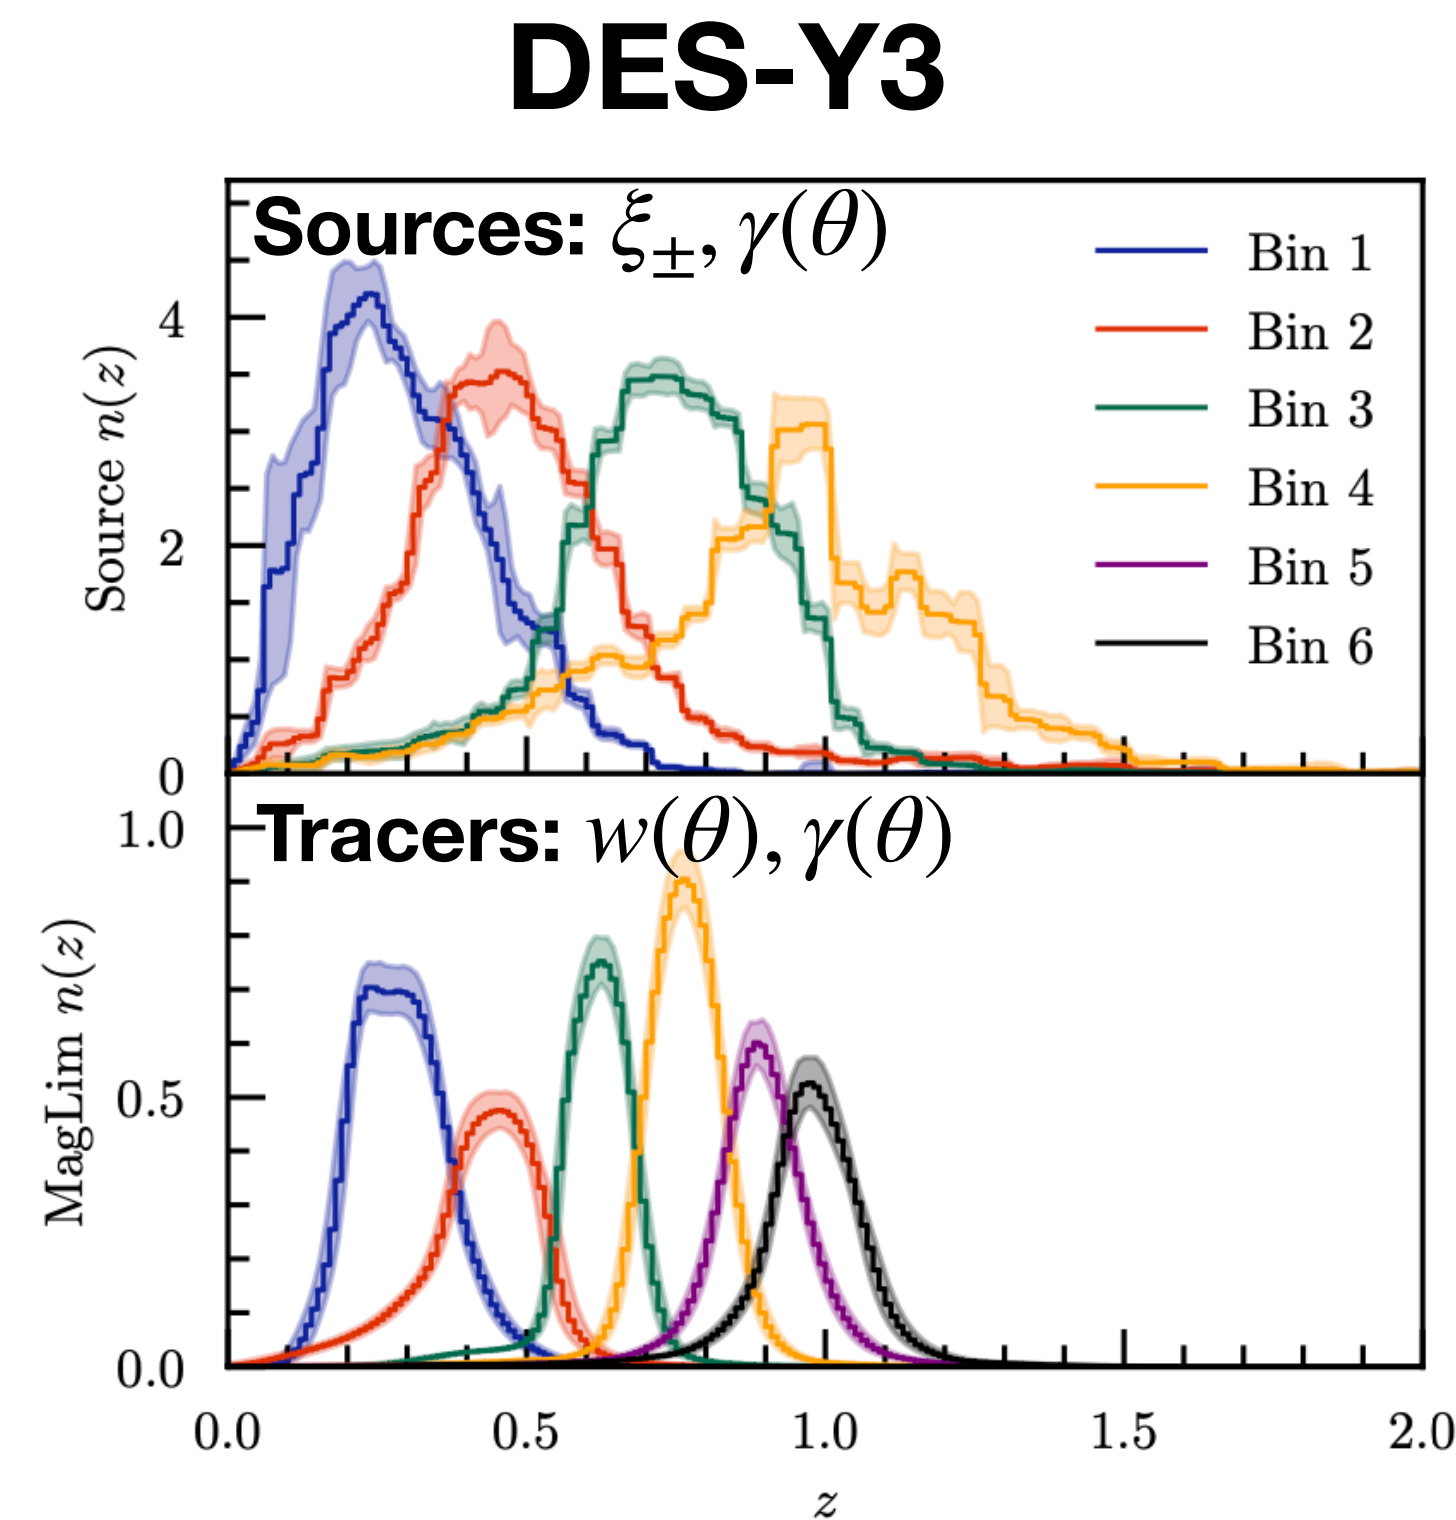 DES-Y3
Sources: ξ±, γ(θ)
Bin 1
Bin 2
Bin 3
Bin 4
Bin 5
Bin 6
Source n(z)
4
2
0
Tracers: w(θ), γ(θ)
MagLim n(z)
1.0
0.5
0.0
0.0 0.5 1.0 1.5 2.0
z